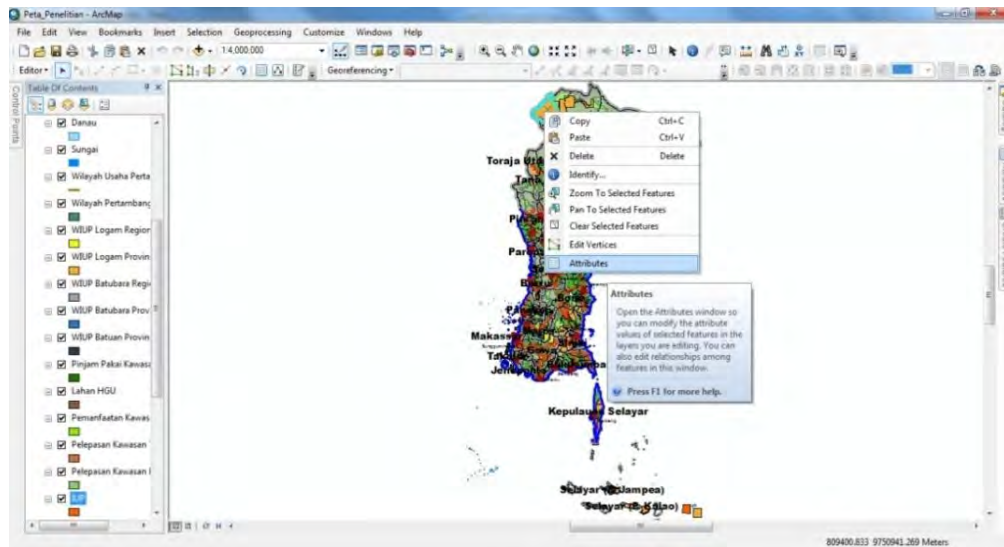 Peta_Penelitian - ArcMap
File Edit View Bookmarks Insert Selection Geoprocessing Customize Windows Help
1:4,000,000
Editor
Georeferencing
Table Of Contents
Control Points
Danau
Sungai
Wilayah Usaha Perta
Wilayah Pertambang
WIUP Logam Region
WIUP Logam Provin
WIUP Batubara Regi
WIUP Batubara Prov
WIUP Batuan Provin
Pinjam Pakai Kawasa
Lahan HGU
Pemanfaatan Kawas
Pelepasan Kawasan
Pelepasan Kawasan
IUP
Copy Ctrl+C
Paste Ctrl+V
Delete Delete
Identify...
Zoom To Selected Features
Pan To Selected Features
Clear Selected Features
Edit Vertices
Attributes
Attributes
Open the Attributes window so
you can modify the attribute
values of selected features in the
layers you are editing. You can
also edit relationships among
features in this window.
Press F1 for more help.
Toraja
Makass
Kepulauan Selayar
Selayar Jampea)
Selayar
809400.833 9750941.269 Meters